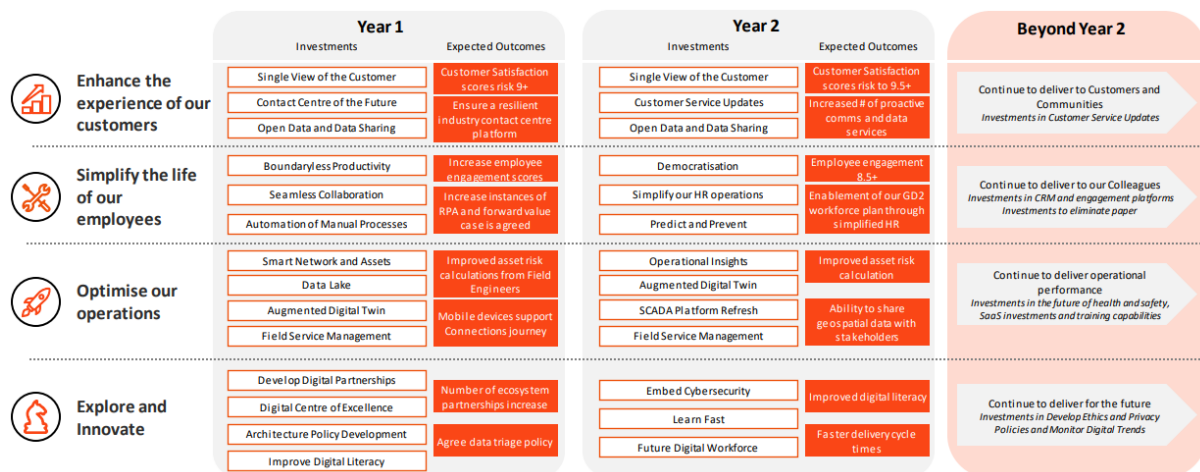 Year 1
Investments
Expected Outcomes
Year 2
Investments
Expected Outcomes
Beyond Year 2
Enhance the
experience of our
customers
Single View of the Customer
Contact Centre of the Future
Open Data and Data Sharing
Customer Satisfaction
scores risk 9+
Ensure a resilient
industry contact centre
platform
Single View of the Customer
Customer Service Updates
Open Data and Data Sharing
Customer Satisfaction
scores risk to 9.5+
Increased # of proactive
comms and data
services
Continue to deliver to Customers and
Communities
Investments in Customer Service Updates
Simplify the life
of our
employees
Boundaryless Productivity
Seamless Collaboration
Automation of Manual Processes
Increase employee
engagement scores
Increase instances of
RPA and forward value
case is agreed
Democratisation
Simplify our HR operations
Predict and Prevent
Employee engagement
8.5+
Enablement of our GD2
workforce plan through
simplified HR
Continue to deliver to our Colleagues
Investments in CRM and engagement platforms
Investments to eliminate paper
Optimise our
operations
Smart Network and Assets
Data Lake
Augmented Digital Twin
Field Service Management
Improved asset risk
calculations from Field
Engineers
Mobile devices support
Connections journey
Operational Insights
Augmented Digital Twin
SCADA Platform Refresh
Field Service Management
Improved asset risk
calculation
Ability to share
geospatial data with
stakeholders
Continue to deliver operational
performance
Investments in the future of health and safety,
SaaS investments and training capabilities
Explore and
Innovate
Develop Digital Partnerships
Digital Centre of Excellence
Architecture Policy Development
Improve Digital Literacy
Number of ecosystem
partnerships increase
Agree data triage policy
Embed Cybersecurity
Learn Fast
Future Digital Workforce
Improved digital literacy
Faster delivery cycle
times
Continue to deliver for the future
Investments in Develop Ethics and Privacy
Policies and Monitor Digital Trends